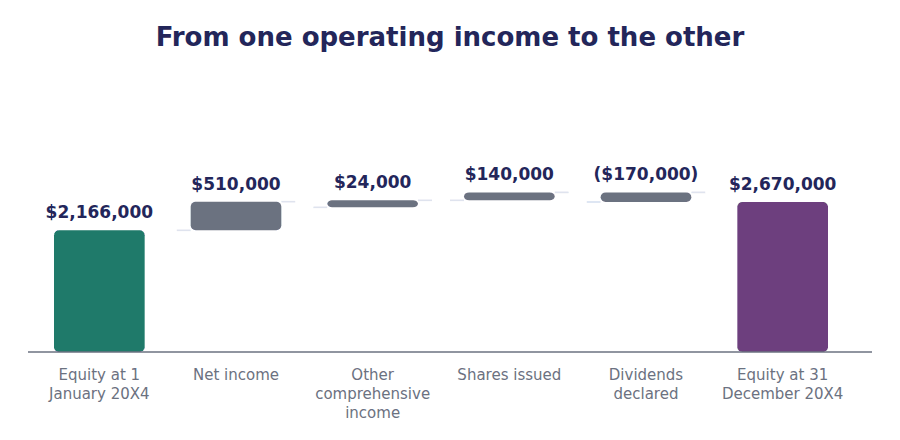 From one operating income to the other
$2,166,000
$510,000
$24,000
$140,000
($170,000)
$2,670,000
Equity at 1
January 20X4
Net income
Other
comprehensive
income
Shares issued
Dividends
declared
Equity at 31
December 20X4